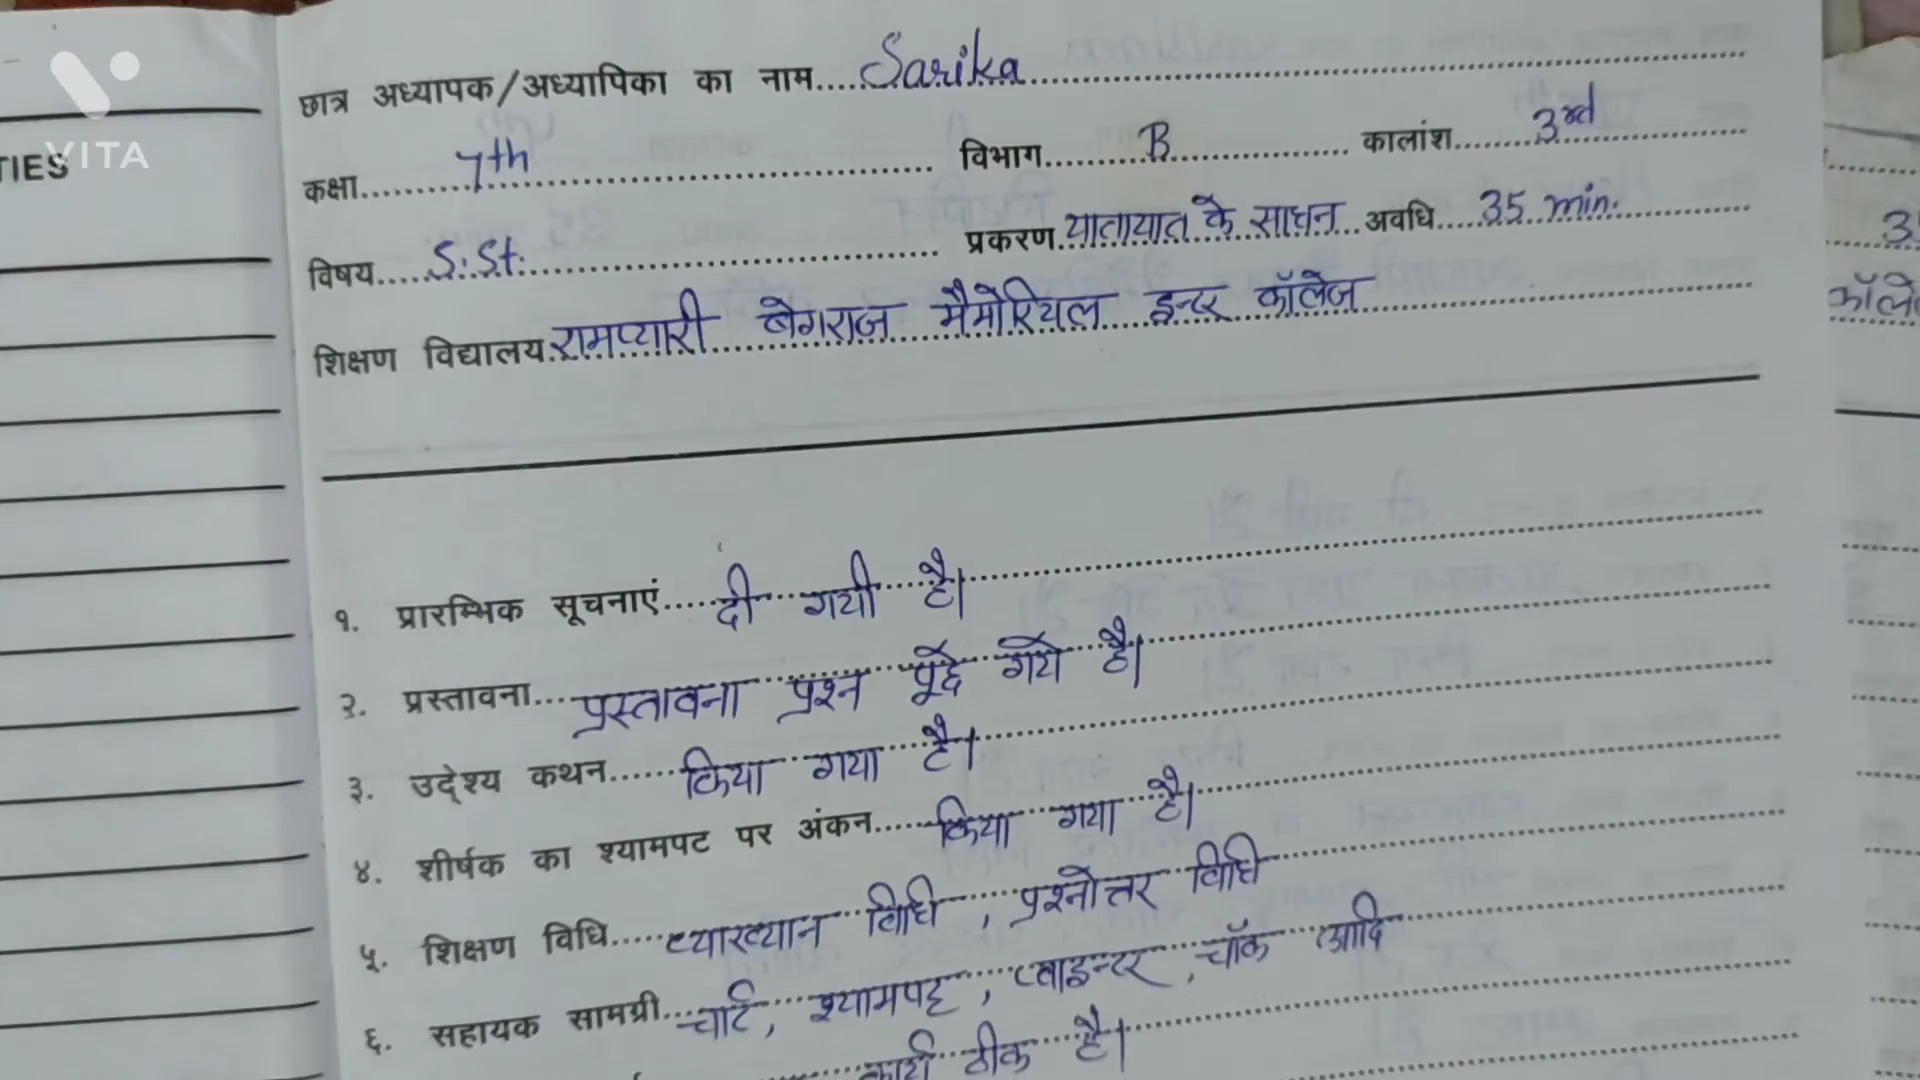 VITA
TIES
छात्र अध्यापक/अध्यापिका का नाम.....Sarika
कक्षा.....7th..... विभाग.....B..... कालांश.....3rd
विषय.....S.St...... प्रकरण.यातायात के साधन...अवधि....35 min.
शिक्षण विद्यालय.रामप्यारी बेगराज मैमोरियल इन्टर कॉलेज
१. प्रारम्भिक सूचनाएं.....दी गयी है।
२. प्रस्तावना...प्रस्तावना प्रश्न पूछे गये है।
३. उद्देश्य कथन.....किया गया है।
४. शीर्षक का श्यामपट पर अंकन.....किया गया है।
५. शिक्षण विधि.....व्याख्यान विधि, प्रश्नोत्तर विधि
६. सहायक सामग्री...चार्ट, श्यामपट्ट, प्वाइन्टर, चॉक आदि
कार्य ठीक है।
3
कॉले